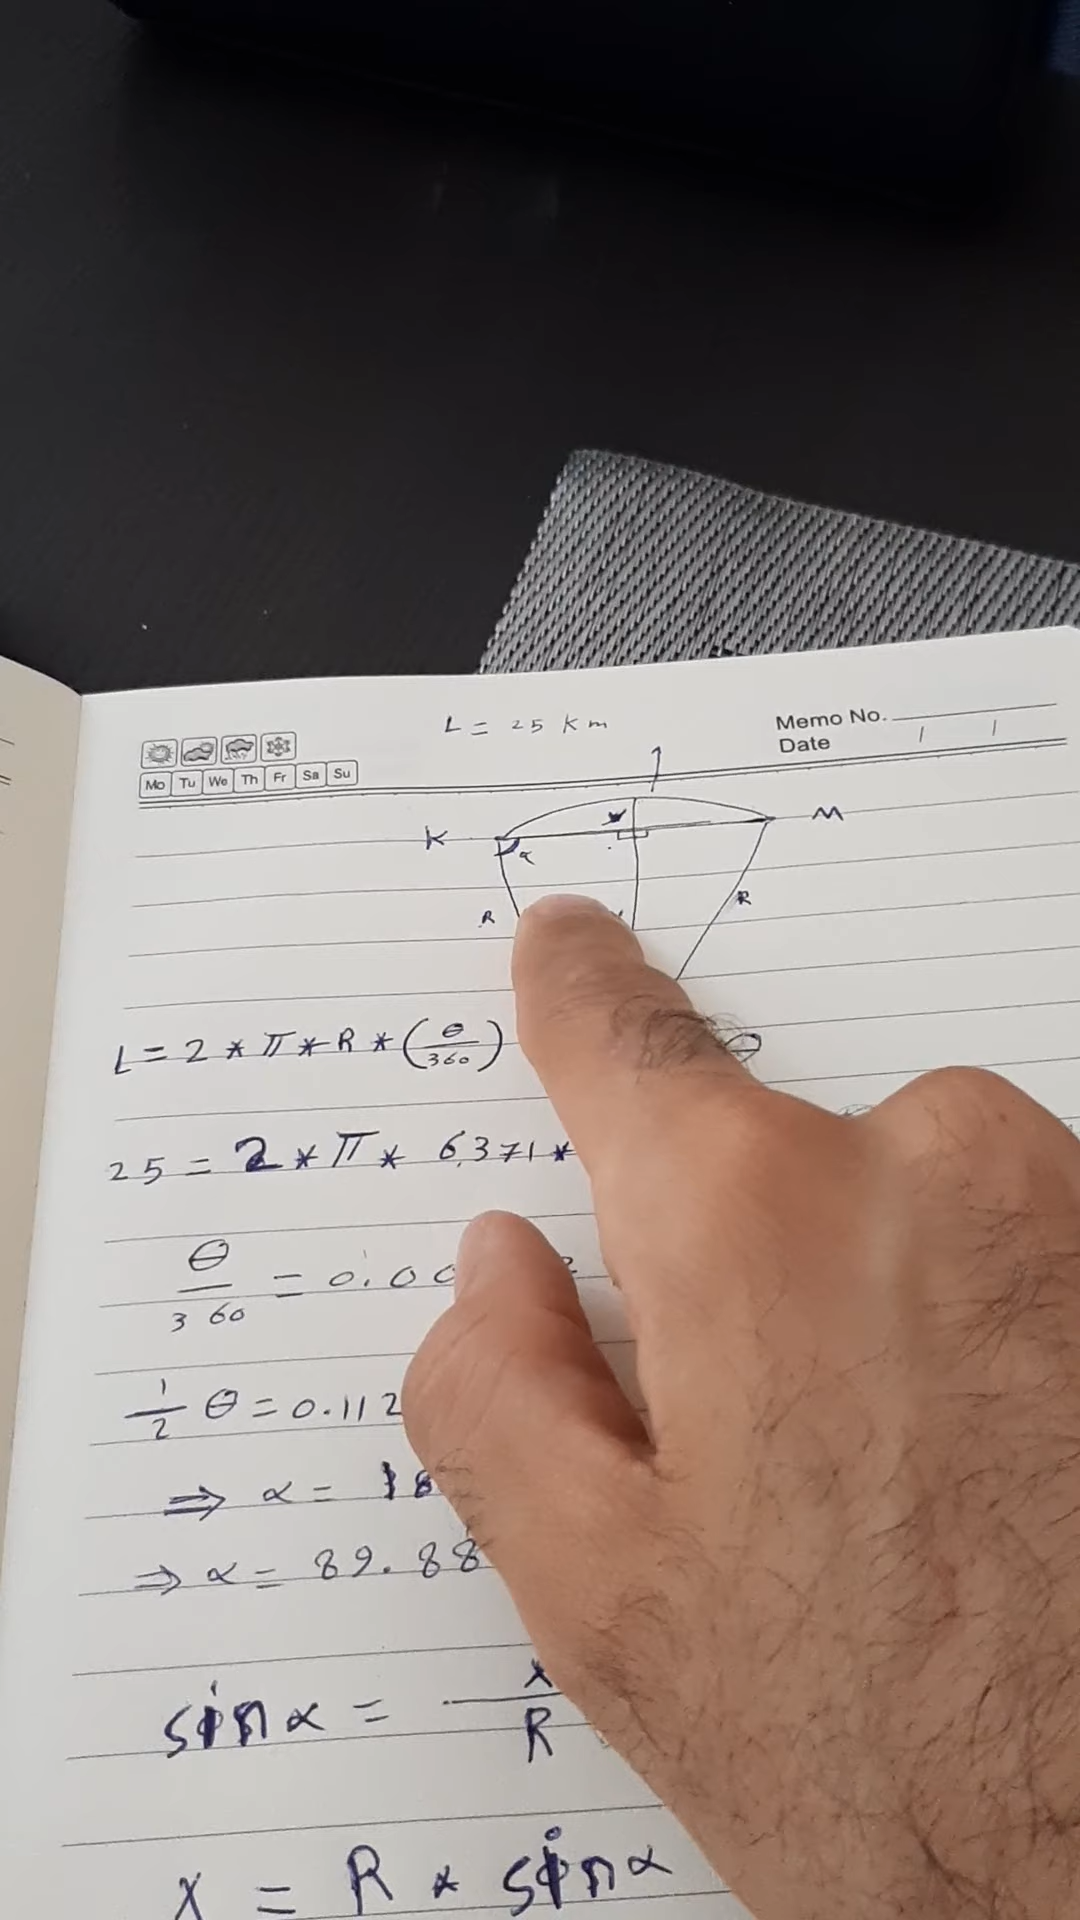 L = 25 Km
Memo No.
Date / /
Mo Tu We Th Fr Sa Su
K M
α
R R
L = 2 * π * R * (θ/360)
θ
25 = 2 * π * 6371 *
θ/360 = 0.00
1/2 θ = 0.112
⇒ α = 18
⇒ α = 89.88
sin α = x/R
x = R * sin α